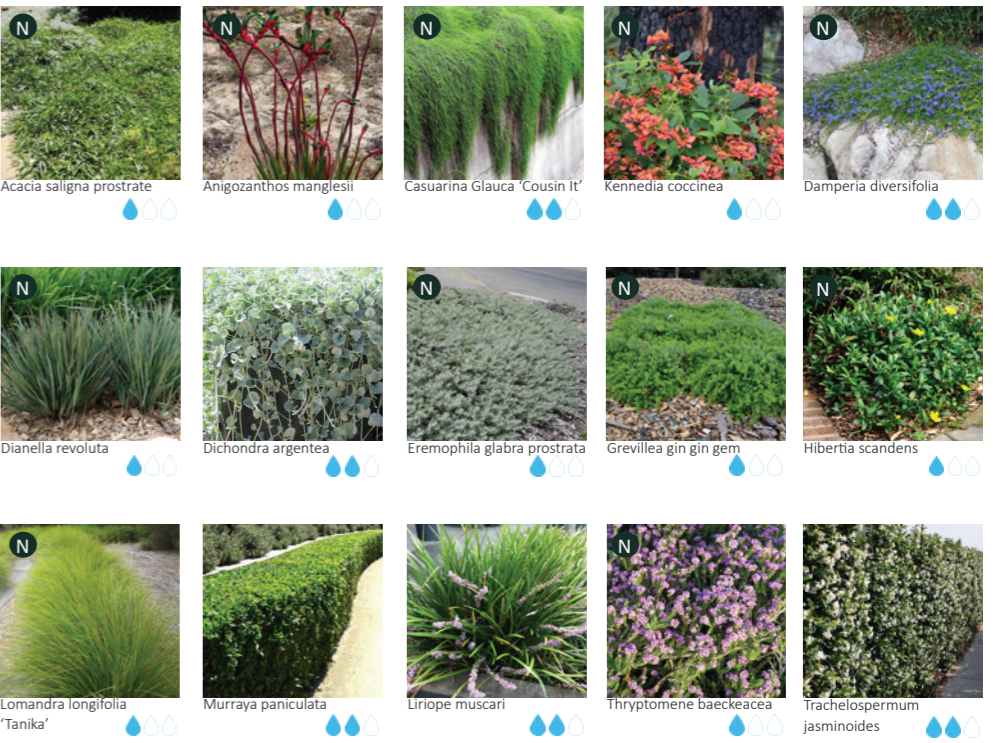 N
N
N
N
N
Acacia saligna prostrate
Anigozanthos manglesii
Casuarina Glauca ‘Cousin It’
Kennedia coccinea
Damperia diversifolia
N
N
N
N
Dianella revoluta
Dichondra argentea
Eremophila glabra prostrata
Grevillea gin gin gem
Hibertia scandens
N
N
Lomandra longifolia
‘Tanika’
Murraya paniculata
Liriope muscari
Thryptomene baeckeacea
Trachelospermum
jasminoides